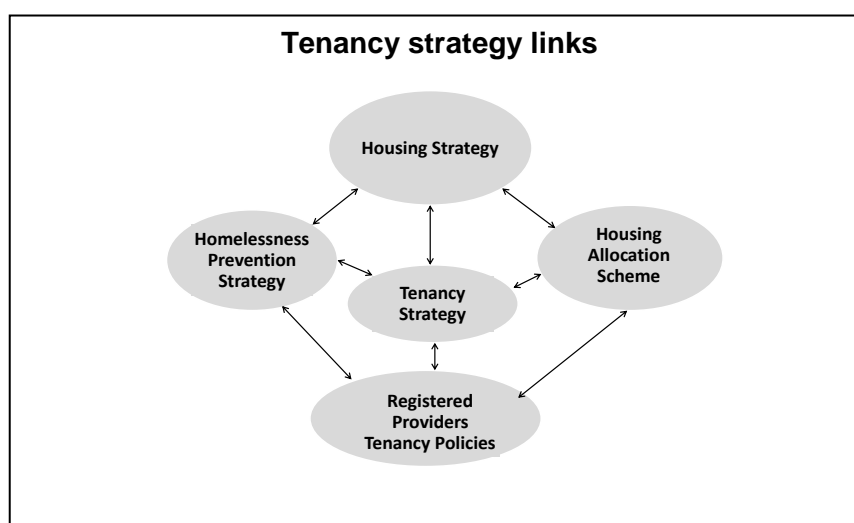 Tenancy strategy links
Housing Strategy
Homelessness
Prevention
Strategy
Housing
Allocation
Scheme
Tenancy
Strategy
Registered
Providers
Tenancy Policies